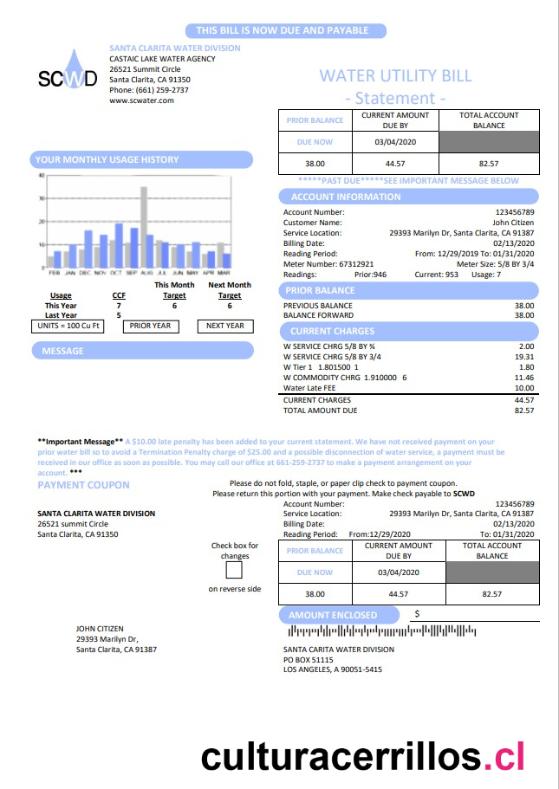 THIS BILL IS NOW DUE AND PAYABLE
SCWD
SANTA CLARITA WATER DIVISION
CASTAIC LAKE WATER AGENCY
26521 Summit Circle
Santa Clarita, CA 91350
Phone: (661) 259-2737
www.scwater.com
WATER UTILITY BILL
- Statement -
PRIOR BALANCE CURRENT AMOUNT DUE BY TOTAL ACCOUNT BALANCE
DUE NOW 03/04/2020
38.00 44.57 82.57
*****PAST DUE*****SEE IMPORTANT MESSAGE BELOW
YOUR MONTHLY USAGE HISTORY
40
30
20
10
0
FEB JAN DEC NOV OCT SEP AUG JUL JUN MAY APR MAR
This Month Next Month
Usage CCF Target Target
This Year 7 6 6
Last Year 5
UNITS = 100 Cu Ft PRIOR YEAR NEXT YEAR
MESSAGE
ACCOUNT INFORMATION
Account Number: 123456789
Customer Name: John Citizen
Service Location: 29393 Marilyn Dr, Santa Clarita, CA 91387
Billing Date: 02/13/2020
Reading Period: From: 12/29/2019 To: 01/31/2020
Meter Number: 67312921 Meter Size: 5/8 BY 3/4
Readings: Prior:946 Current: 953 Usage: 7
PRIOR BALANCE
PREVIOUS BALANCE 38.00
BALANCE FORWARD 38.00
CURRENT CHARGES
W SERVICE CHRG 5/8 BY % 2.00
W SERVICE CHRG 5/8 BY 3/4 19.31
W Tier 1 1.801500 1 1.80
W COMMODITY CHRG 1.910000 6 11.46
Water Late FEE 10.00
CURRENT CHARGES 44.57
TOTAL AMOUNT DUE 82.57
**Important Message** A $10.00 late penalty has been added to your current statement. We have not received payment on your
prior water bill so to avoid a Termination Penalty charge of $25.00 and a possible disconnection of water service, a payment must be
received in our office as soon as possible. You may call our office at 661-259-2737 to make a payment arrangement on your
account. ***
PAYMENT COUPON
Please do not fold, staple, or paper clip check to payment coupon.
Please return this portion with your payment. Make check payable to SCWD
SANTA CLARITA WATER DIVISION
26521 summit Circle
Santa Clarita, CA 91350
Account Number: 123456789
Service Location: 29393 Marilyn Dr, Santa Clarita, CA 91387
Billing Date: 02/13/2020
Reading Period: From:12/29/2020 To: 01/31/2020
Check box for
changes
on reverse side
PRIOR BALANCE CURRENT AMOUNT DUE BY TOTAL ACCOUNT BALANCE
DUE NOW 03/04/2020
38.00 44.57 82.57
AMOUNT ENCLOSED $
JOHN CITIZEN
29393 Marilyn Dr,
Santa Clarita, CA 91387
SANTA CARITA WATER DIVISION
PO BOX 51115
LOS ANGELES, A 90051-5415
culturacerrillos.cl